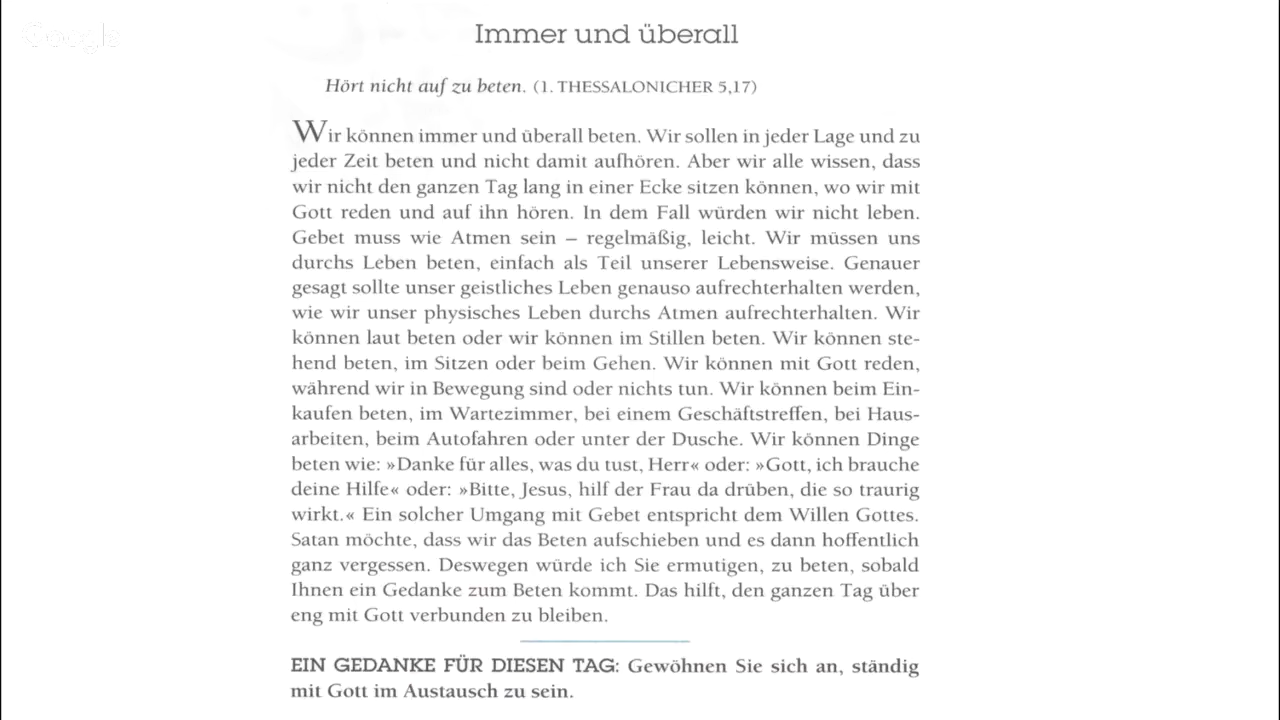 Google
Immer und überall
Hört nicht auf zu beten. (1. THESSALONICHER 5,17)
Wir können immer und überall beten. Wir sollen in jeder Lage und zu
jeder Zeit beten und nicht damit aufhören. Aber wir alle wissen, dass
wir nicht den ganzen Tag lang in einer Ecke sitzen können, wo wir mit
Gott reden und auf ihn hören. In dem Fall würden wir nicht leben.
Gebet muss wie Atmen sein – regelmäßig, leicht. Wir müssen uns
durchs Leben beten, einfach als Teil unserer Lebensweise. Genauer
gesagt sollte unser geistliches Leben genauso aufrechterhalten werden,
wie wir unser physisches Leben durchs Atmen aufrechterhalten. Wir
können laut beten oder wir können im Stillen beten. Wir können ste-
hend beten, im Sitzen oder beim Gehen. Wir können mit Gott reden,
während wir in Bewegung sind oder nichts tun. Wir können beim Ein-
kaufen beten, im Wartezimmer, bei einem Geschäftstreffen, bei Haus-
arbeiten, beim Autofahren oder unter der Dusche. Wir können Dinge
beten wie: »Danke für alles, was du tust, Herr« oder: »Gott, ich brauche
deine Hilfe« oder: »Bitte, Jesus, hilf der Frau da drüben, die so traurig
wirkt.« Ein solcher Umgang mit Gebet entspricht dem Willen Gottes.
Satan möchte, dass wir das Beten aufschieben und es dann hoffentlich
ganz vergessen. Deswegen würde ich Sie ermutigen, zu beten, sobald
Ihnen ein Gedanke zum Beten kommt. Das hilft, den ganzen Tag über
eng mit Gott verbunden zu bleiben.
EIN GEDANKE FÜR DIESEN TAG: Gewöhnen Sie sich an, ständig
mit Gott im Austausch zu sein.